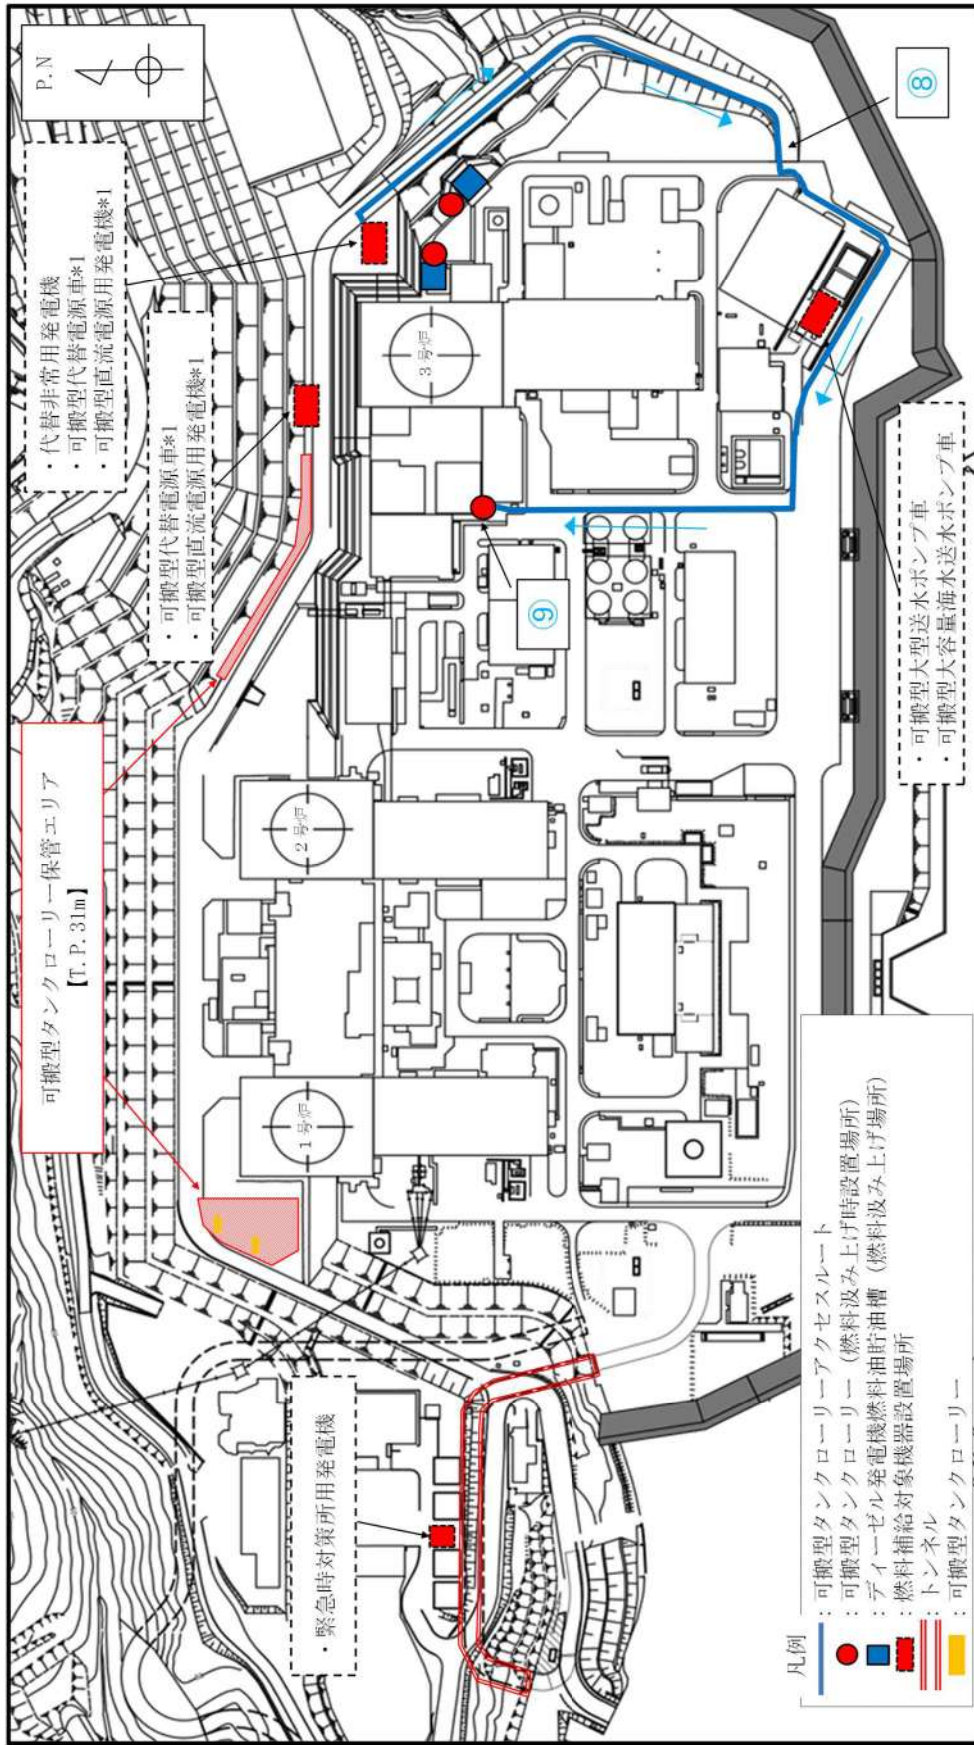 P.N
・代替非常用発電機
・可搬型代替電源車*1
・可搬型直流電源用発電機*1
・可搬型代替電源車*1
・可搬型直流電源用発電機*1
可搬型タンクローリー保管エリア
【T.P.31m】
・緊急時対策所用発電機
1号炉
2号炉
3号炉
⑧
⑨
・可搬型大型送水ポンプ車
・可搬型大容量海水送水ポンプ車
凡例
：可搬型タンクローリーアクセスルート
：可搬型タンクローリー（燃料汲み上げ時設置場所）
：ディーゼル発電機燃料油貯油槽（燃料汲み上げ場所）
：燃料補給対象機器設置場所
：トンネル
：可搬型タンクローリー